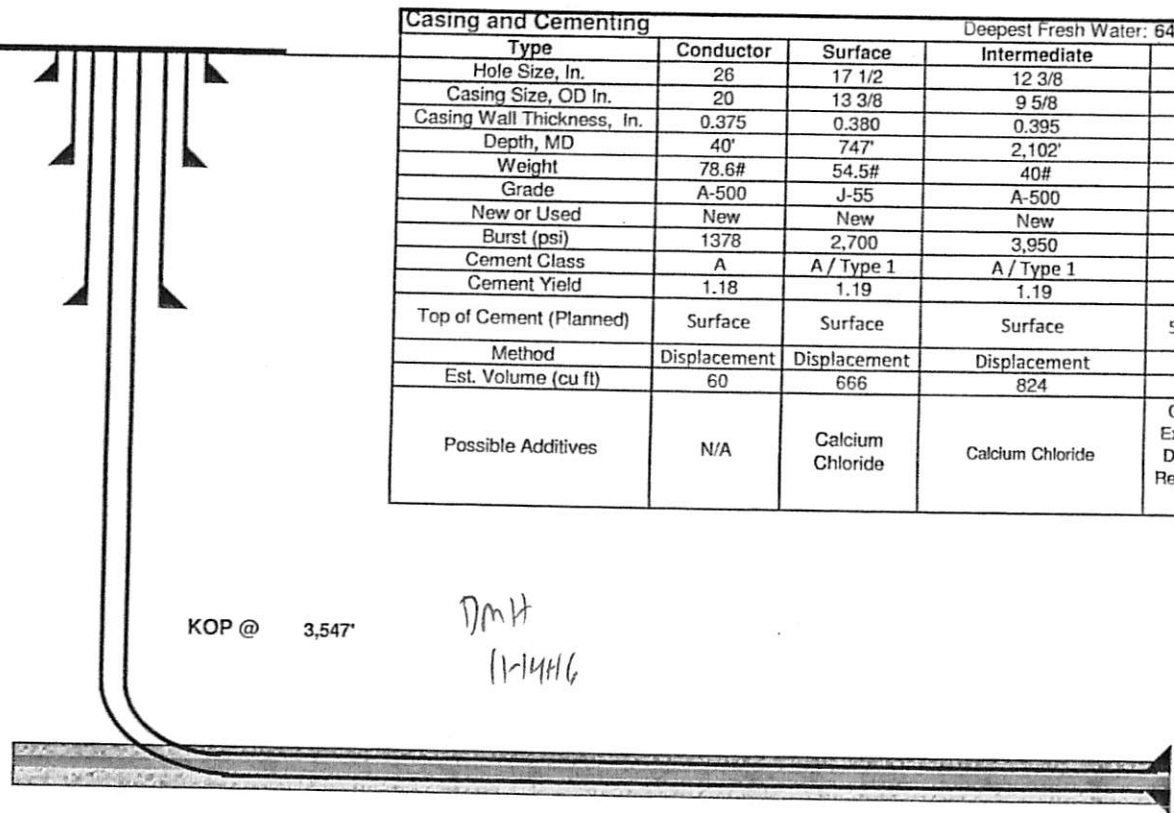 Casing and Cementing Deepest Fresh Water: 64
Type Conductor Surface Intermediate
Hole Size, In. 26 17 1/2 12 3/8
Casing Size, OD In. 20 13 3/8 9 5/8
Casing Wall Thickness, In. 0.375 0.380 0.395
Depth, MD 40' 747' 2,102'
Weight 78.6# 54.5# 40#
Grade A-500 J-55 A-500
New or Used New New New
Burst (psi) 1378 2,700 3,950
Cement Class A A / Type 1 A / Type 1
Cement Yield 1.18 1.19 1.19
Top of Cement (Planned) Surface Surface Surface
Method Displacement Displacement Displacement
Est. Volume (cu ft) 60 666 824
Possible Additives N/A Calcium
Chloride Calcium Chloride
KOP @ 3,547'
DMH